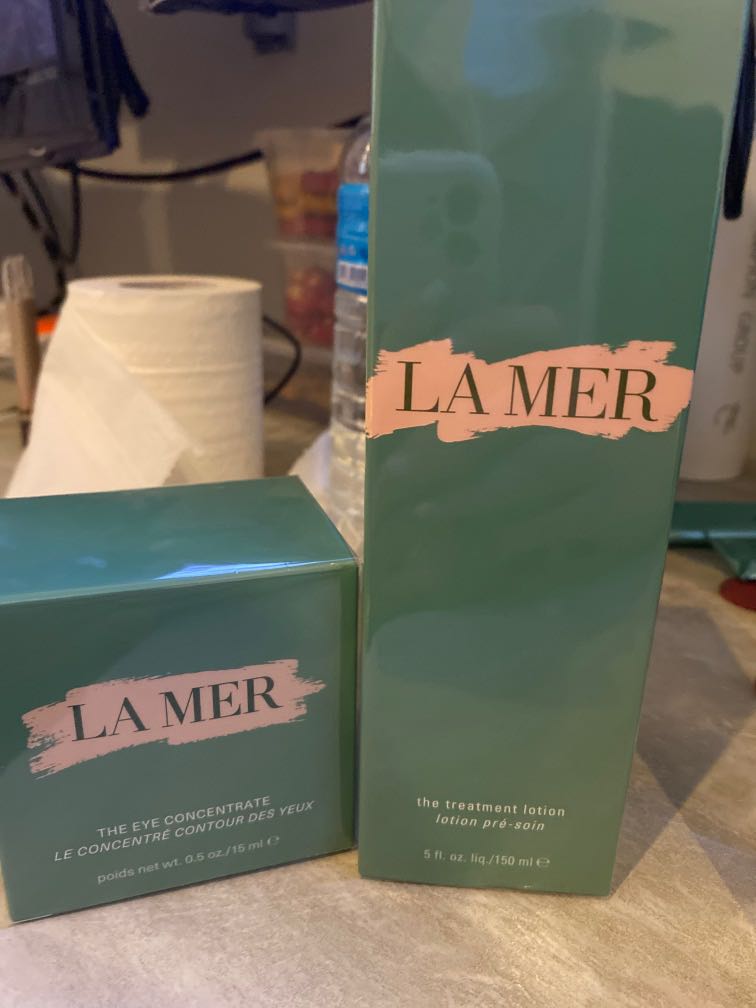 LA MER
THE EYE CONCENTRATE
LE CONCENTRÉ CONTOUR DES YEUX
poids net wt. 0.5 oz./15 ml ℮
LA MER
the treatment lotion
lotion pré-soin
5 fl. oz. liq./150 ml ℮